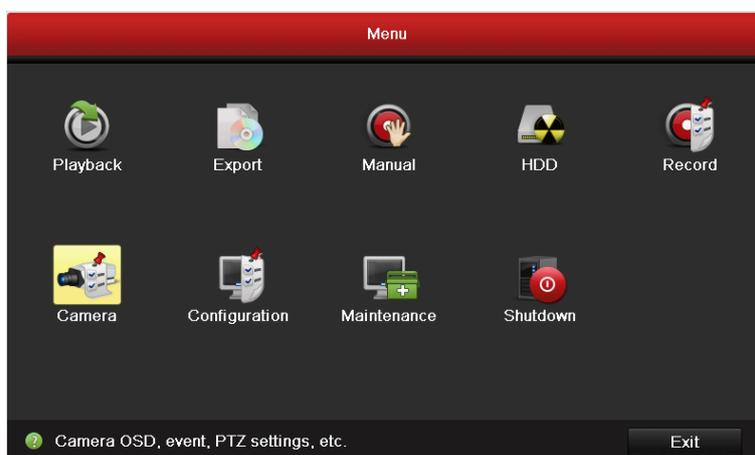 Menu
Playback Export Manual HDD Record
Camera Configuration Maintenance Shutdown
Camera OSD, event, PTZ settings, etc. Exit